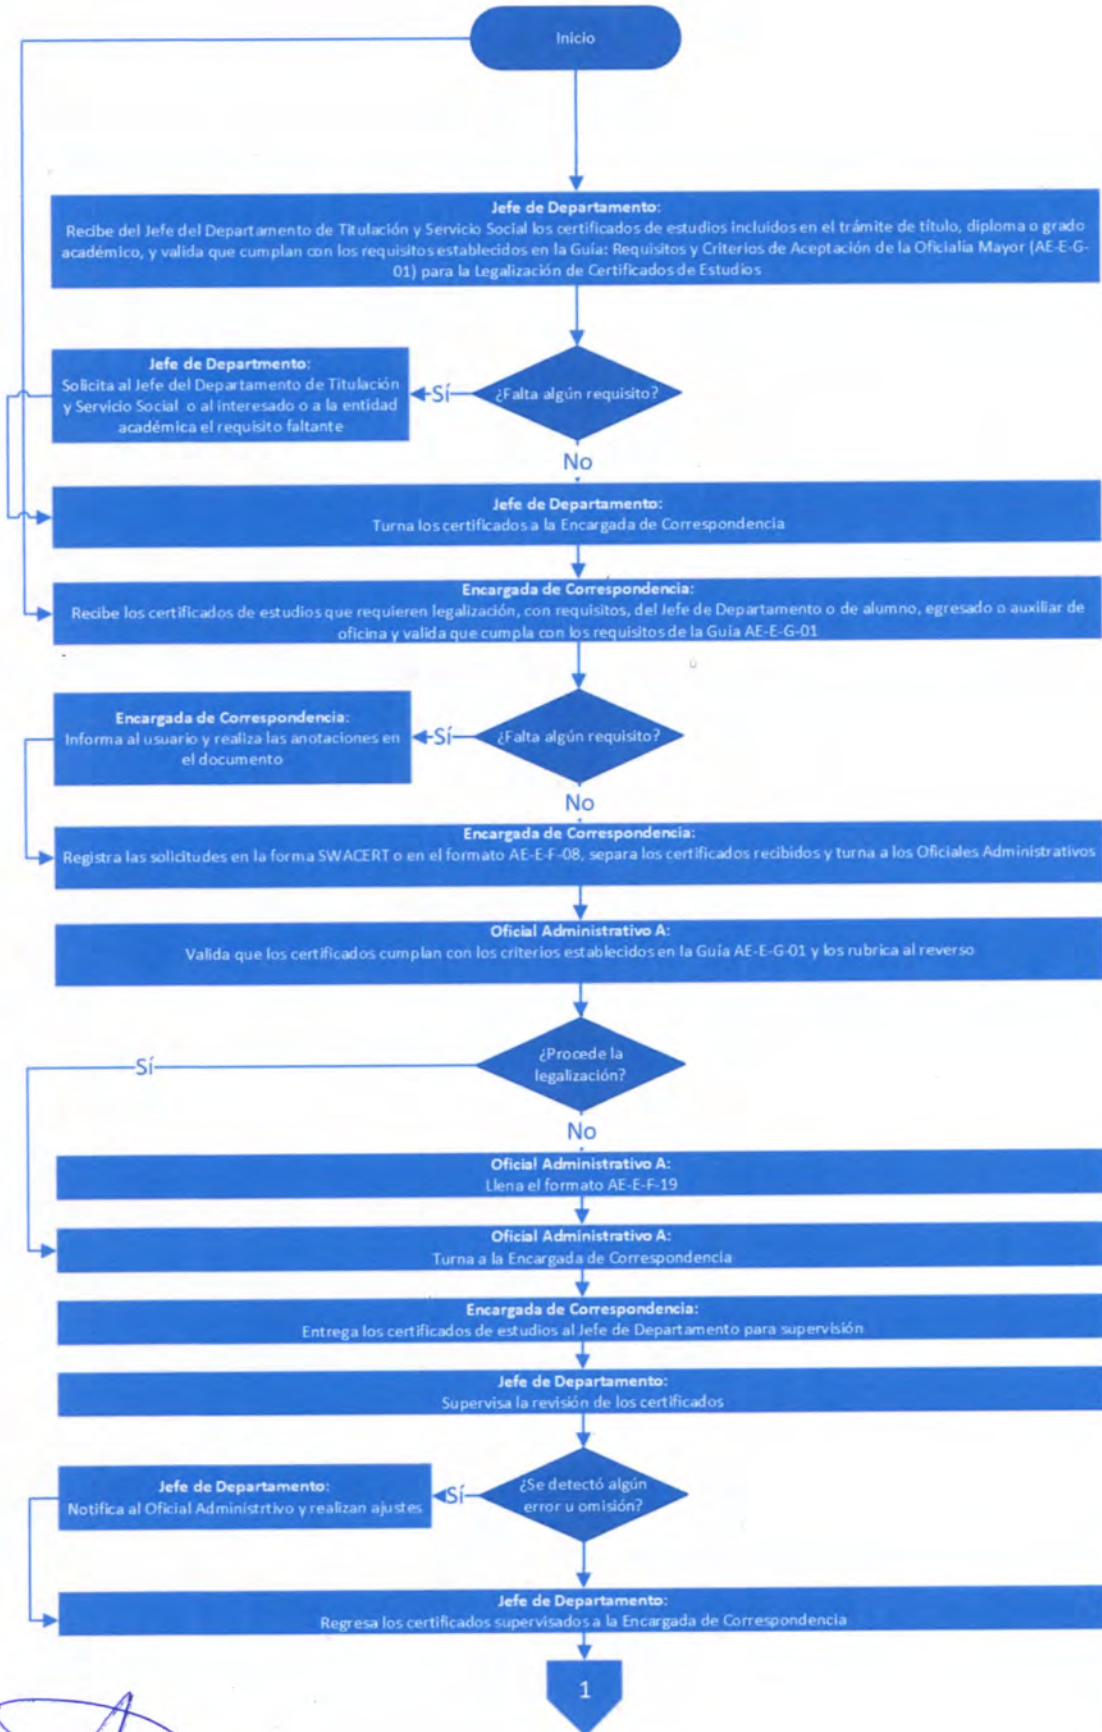 Inicio
Jefe de Departamento:
Recibe del Jefe del Departamento de Titulación y Servicio Social los certificados de estudios incluidos en el trámite de título, diploma o grado
académico, y valida que cumplan con los requisitos establecidos en la Guía: Requisitos y Criterios de Aceptación de la Oficialía Mayor (AE-E-G-
01) para la Legalización de Certificados de Estudios
¿Falta algún requisito?
Sí
Jefe de Departmento:
Solicita al Jefe del Departamento de Titulación
y Servicio Social o al interesado o a la entidad
académica el requisito faltante
No
Jefe de Departamento:
Turna los certificados a la Encargada de Correspondencia
Encargada de Correspondencia:
Recibe los certificados de estudios que requieren legalización, con requisitos, del Jefe de Departamento o de alumno, egresado o auxiliar de
oficina y valida que cumpla con los requisitos de la Guía AE-E-G-01
¿Falta algún requisito?
Sí
Encargada de Correspondencia:
Informa al usuario y realiza las anotaciones en
el documento
No
Encargada de Correspondencia:
Registra las solicitudes en la forma SWACERT o en el formato AE-E-F-08, separa los certificados recibidos y turna a los Oficiales Administrativos
Oficial Administrativo A:
Valida que los certificados cumplan con los criterios establecidos en la Guía AE-E-G-01 y los rubrica al reverso
¿Procede la
legalización?
Sí
No
Oficial Administrativo A:
Llena el formato AE-E-F-19
Oficial Administrativo A:
Turna a la Encargada de Correspondencia
Encargada de Correspondencia:
Entrega los certificados de estudios al Jefe de Departamento para supervisión
Jefe de Departamento:
Supervisa la revisión de los certificados
¿Se detectó algún
error u omisión?
Sí
Jefe de Departamento:
Notifica al Oficial Administrtivo y realizan ajustes
Jefe de Departamento:
Regresa los certificados supervisados a la Encargada de Correspondencia
1